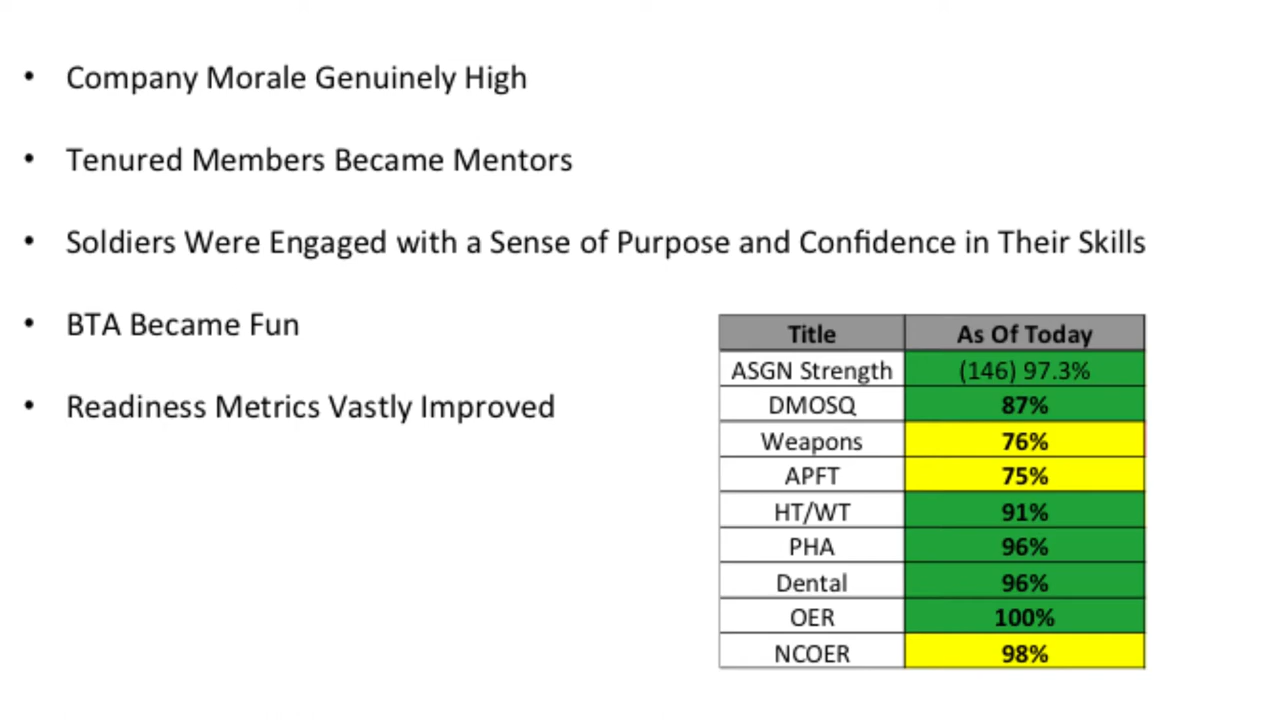 • Company Morale Genuinely High
• Tenured Members Became Mentors
• Soldiers Were Engaged with a Sense of Purpose and Confidence in Their Skills
• BTA Became Fun
• Readiness Metrics Vastly Improved
Title As Of Today
ASGN Strength (146) 97.3%
DMOSQ 87%
Weapons 76%
APFT 75%
HT/WT 91%
PHA 96%
Dental 96%
OER 100%
NCOER 98%